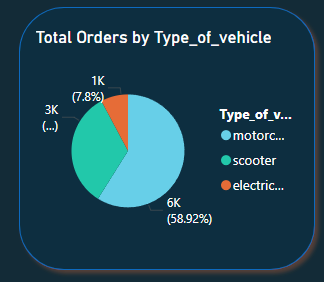 Total Orders by Type_of_vehicle
1K
(7.8%)
3K
(...)
6K
(58.92%)
Type_of_v...
motorc...
scooter
electric...